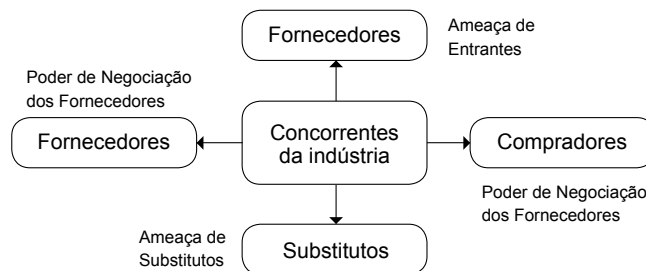 Fornecedores
Ameaça de
Entrantes
Poder de Negociação
dos Fornecedores
Fornecedores
Concorrentes
da indústria
Compradores
Poder de Negociação
dos Fornecedores
Ameaça de
Substitutos
Substitutos